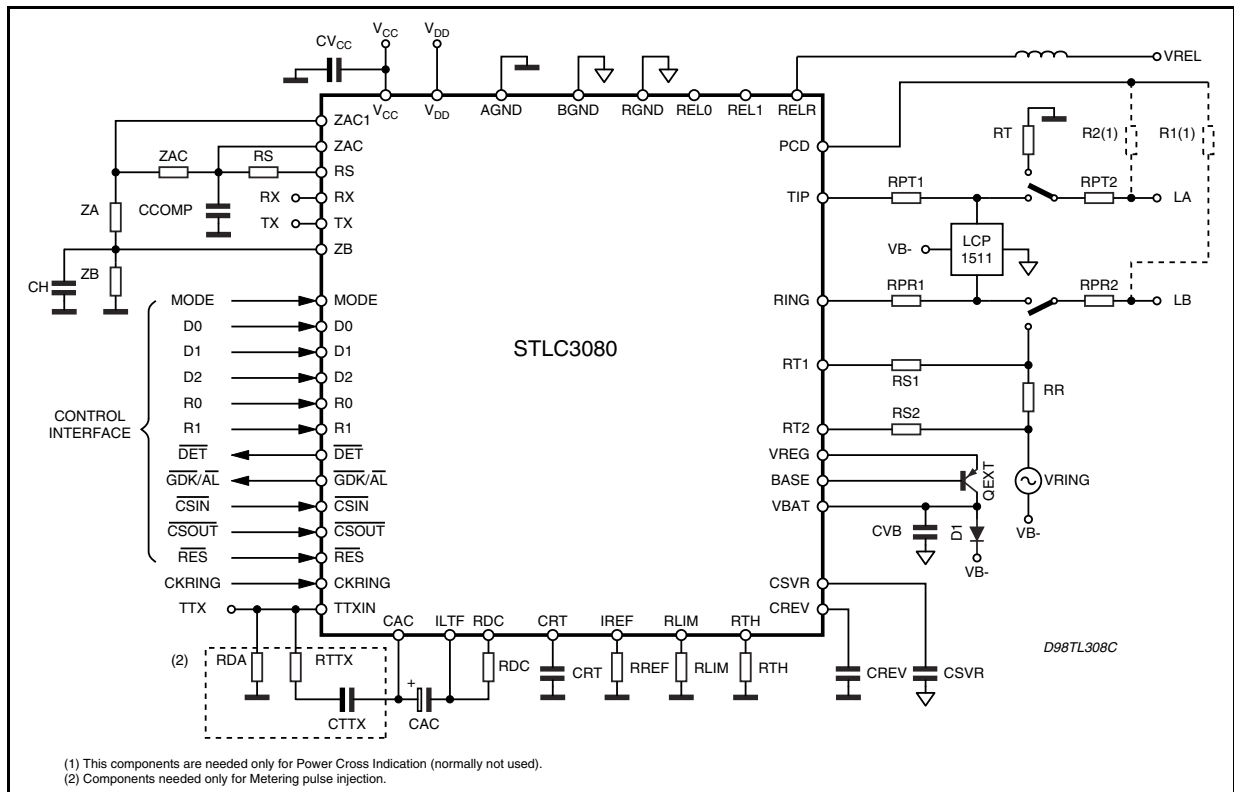 CVCC
VCC
VDD
VREL
VCC
VDD
AGND
BGND
RGND
REL0
REL1
RELR
ZAC1
ZAC
RS
RX
TX
ZB
MODE
D0
D1
D2
R0
R1
DET
GDK/AL
CSIN
CSOUT
RES
CKRING
TTXIN
ZAC
RS
RX
TX
ZA
CCOMP
CH
ZB
MODE
D0
D1
D2
R0
R1
DET
GDK/AL
CSIN
CSOUT
RES
CKRING
TTX
CONTROL
INTERFACE
STLC3080
PCD
TIP
RING
RT1
RT2
VREG
BASE
VBAT
CSVR
CREV
RT
R2(1)
R1(1)
RPT1
RPT2
LA
VB-
LCP
1511
RPR1
RPR2
LB
RS1
RR
RS2
QEXT
VRING
CVB
D1
VB-
VB-
CAC
ILTF
RDC
CRT
IREF
RLIM
RTH
(2)
RDA
RTTX
CTTX
+
CAC
RDC
CRT
RREF
RLIM
RTH
CREV
CSVR
D98TL308C
(1) This components are needed only for Power Cross Indication (normally not used).
(2) Components needed only for Metering pulse injection.